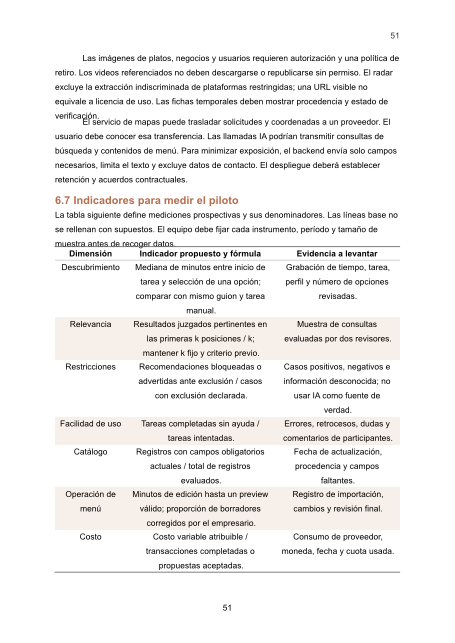 51
Las imágenes de platos, negocios y usuarios requieren autorización y una política de
retiro. Los videos referenciados no deben descargarse o republicarse sin permiso. El radar
excluye la extracción indiscriminada de plataformas restringidas; una URL visible no
equivale a licencia de uso. Las fichas temporales deben mostrar procedencia y estado de
verificación.
El servicio de mapas puede trasladar solicitudes y coordenadas a un proveedor. El
usuario debe conocer esa transferencia. Las llamadas IA podrían transmitir consultas de
búsqueda y contenidos de menú. Para minimizar exposición, el backend envía solo campos
necesarios, limita el texto y excluye datos de contacto. El despliegue deberá establecer
retención y acuerdos contractuales.
6.7 Indicadores para medir el piloto
La tabla siguiente define mediciones prospectivas y sus denominadores. Las líneas base no
se rellenan con supuestos. El equipo debe fijar cada instrumento, período y tamaño de
muestra antes de recoger datos.
Dimensión Indicador propuesto y fórmula Evidencia a levantar
Descubrimiento Mediana de minutos entre inicio de Grabación de tiempo, tarea,
tarea y selección de una opción; perfil y número de opciones
comparar con mismo guion y tarea revisadas.
manual.
Relevancia Resultados juzgados pertinentes en Muestra de consultas
las primeras k posiciones / k; evaluadas por dos revisores.
mantener k fijo y criterio previo.
Restricciones Recomendaciones bloqueadas o Casos positivos, negativos e
advertidas ante exclusión / casos información desconocida; no
con exclusión declarada. usar IA como fuente de
verdad.
Facilidad de uso Tareas completadas sin ayuda / Errores, retrocesos, dudas y
tareas intentadas. comentarios de participantes.
Catálogo Registros con campos obligatorios Fecha de actualización,
actuales / total de registros procedencia y campos
evaluados. faltantes.
Operación de Minutos de edición hasta un preview Registro de importación,
menú válido; proporción de borradores cambios y revisión final.
corregidos por el empresario.
Costo Costo variable atribuible / Consumo de proveedor,
transacciones completadas o moneda, fecha y cuota usada.
propuestas aceptadas.
51